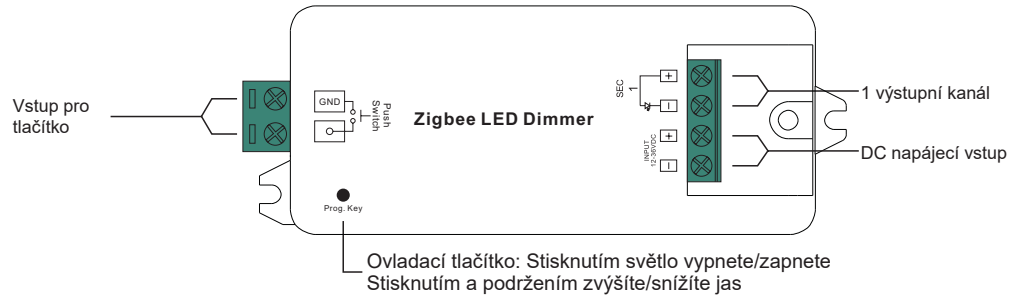 Vstup pro
tlačítko
GND
Push
Switch
Zigbee LED Dimmer
Prog. Key
SEC
1
+
−
+
−
INPUT
12-36VDC
1 výstupní kanál
DC napájecí vstup
Ovladací tlačítko: Stisknutím světlo vypnete/zapnete
Stisknutím a podržením zvýšíte/snížíte jas